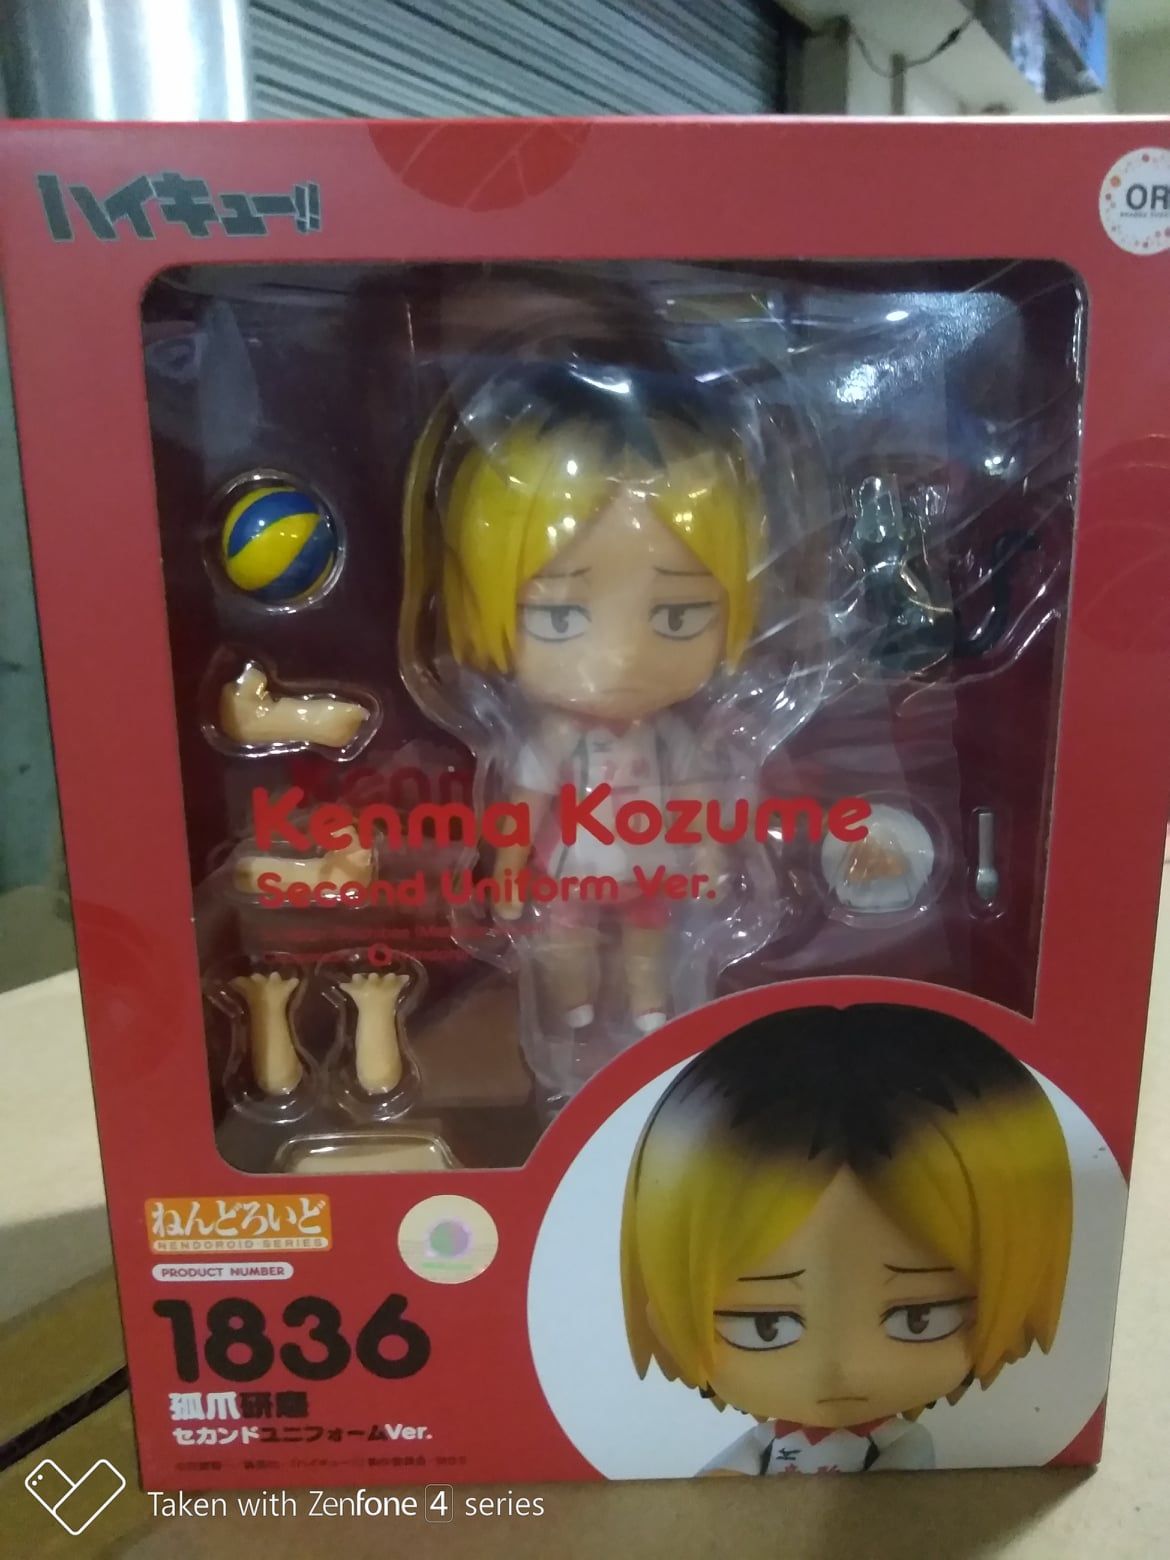 ハイキュー!!
OR
Kenma Kozume
Second Uniform Ver.
ねんどろいど
NENDOROID SERIES
PRODUCT NUMBER
1836
孤爪研磨
セカンドユニフォームVer.
Taken with Zenfone 4 series